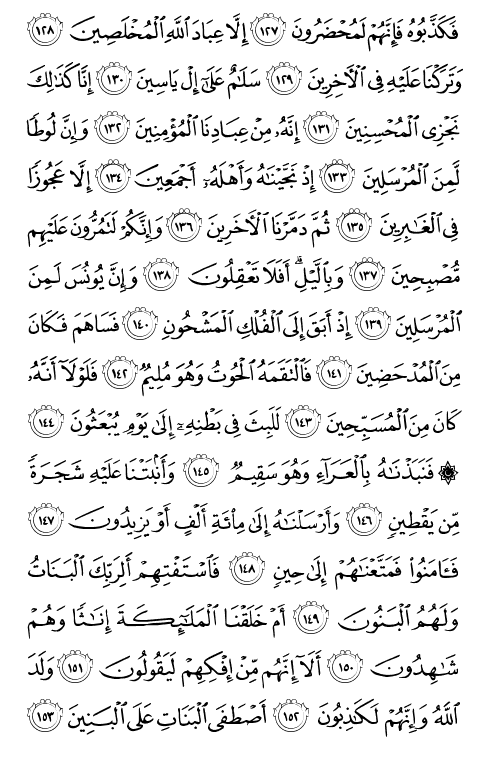 فَكَذَّبُوهُ فَإِنَّهُمْ لَمُحْضَرُونَ ١٢٧ إِلَّا عِبَادَ ٱللَّهِ ٱلْمُخْلَصِينَ ١٢٨
وَتَرَكْنَا عَلَيْهِ فِى ٱلْأَخِرِينَ ١٢٩ سَلَـٰمٌ عَلَىٰٓ إِلْ يَاسِينَ ١٣٠ إِنَّا كَذَٰلِكَ
نَجْزِى ٱلْمُحْسِنِينَ ١٣١ إِنَّهُۥ مِنْ عِبَادِنَا ٱلْمُؤْمِنِينَ ١٣٢ وَإِنَّ لُوطًا
لَّمِنَ ٱلْمُرْسَلِينَ ١٣٣ إِذْ نَجَّيْنَـٰهُ وَأَهْلَهُۥٓ أَجْمَعِينَ ١٣٤ إِلَّا عَجُوزًا
فِى ٱلْغَـٰبِرِينَ ١٣٥ ثُمَّ دَمَّرْنَا ٱلْأَخَرِينَ ١٣٦ وَإِنَّكُمْ لَتَمُرُّونَ عَلَيْهِم
مُّصْبِحِينَ ١٣٧ وَبِٱلَّيْلِ ۗ أَفَلَا تَعْقِلُونَ ١٣٨ وَإِنَّ يُونُسَ لَمِنَ
ٱلْمُرْسَلِينَ ١٣٩ إِذْ أَبَقَ إِلَى ٱلْفُلْكِ ٱلْمَشْحُونِ ١٤٠ فَسَاهَمَ فَكَانَ
مِنَ ٱلْمُدْحَضِينَ ١٤١ فَٱلْتَقَمَهُ ٱلْحُوتُ وَهُوَ مُلِيمٌ ١٤٢ فَلَوْلَآ أَنَّهُۥ
كَانَ مِنَ ٱلْمُسَبِّحِينَ ١٤٣ لَلَبِثَ فِى بَطْنِهِۦٓ إِلَىٰ يَوْمِ يُبْعَثُونَ ١٤٤
۞ فَنَبَذْنَـٰهُ بِٱلْعَرَآءِ وَهُوَ سَقِيمٌ ١٤٥ وَأَنۢبَتْنَا عَلَيْهِ شَجَرَةً
مِّن يَقْطِينٍ ١٤٦ وَأَرْسَلْنَـٰهُ إِلَىٰ مِا۟ئَةِ أَلْفٍ أَوْ يَزِيدُونَ ١٤٧
فَـَٔامَنُوا۟ فَمَتَّعْنَـٰهُمْ إِلَىٰ حِينٍ ١٤٨ فَٱسْتَفْتِهِمْ أَلِرَبِّكَ ٱلْبَنَاتُ
وَلَهُمُ ٱلْبَنُونَ ١٤٩ أَمْ خَلَقْنَا ٱلْمَلَـٰٓئِكَةَ إِنَـٰثًا وَهُمْ
شَـٰهِدُونَ ١٥٠ أَلَآ إِنَّهُم مِّنْ إِفْكِهِمْ لَيَقُولُونَ ١٥١ وَلَدَ
ٱللَّهُ وَإِنَّهُمْ لَكَـٰذِبُونَ ١٥٢ أَصْطَفَى ٱلْبَنَاتِ عَلَى ٱلْبَنِينَ ١٥٣